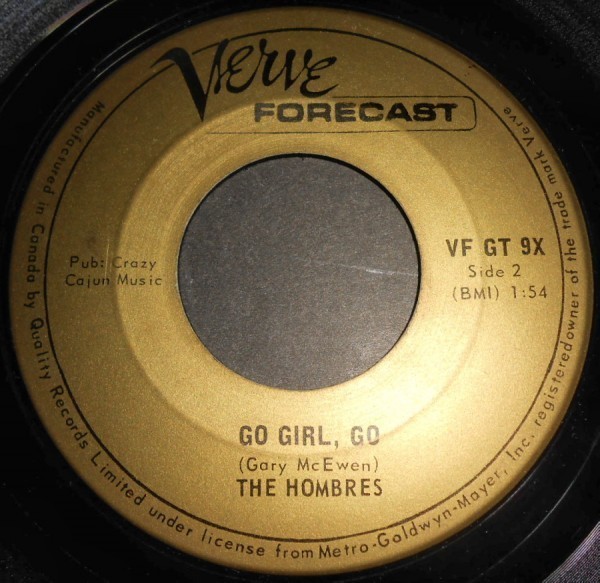 Verve
FORECAST
Pub: Crazy
Cajun Music
VF GT 9X
Side 2
(BMI) 1:54
GO GIRL, GO
(Gary McEwen)
THE HOMBRES
Manufactured in Canada by Quality Records Limited under license from Metro-Goldwyn-Mayer, Inc. registeredowner of the trade mark Verve